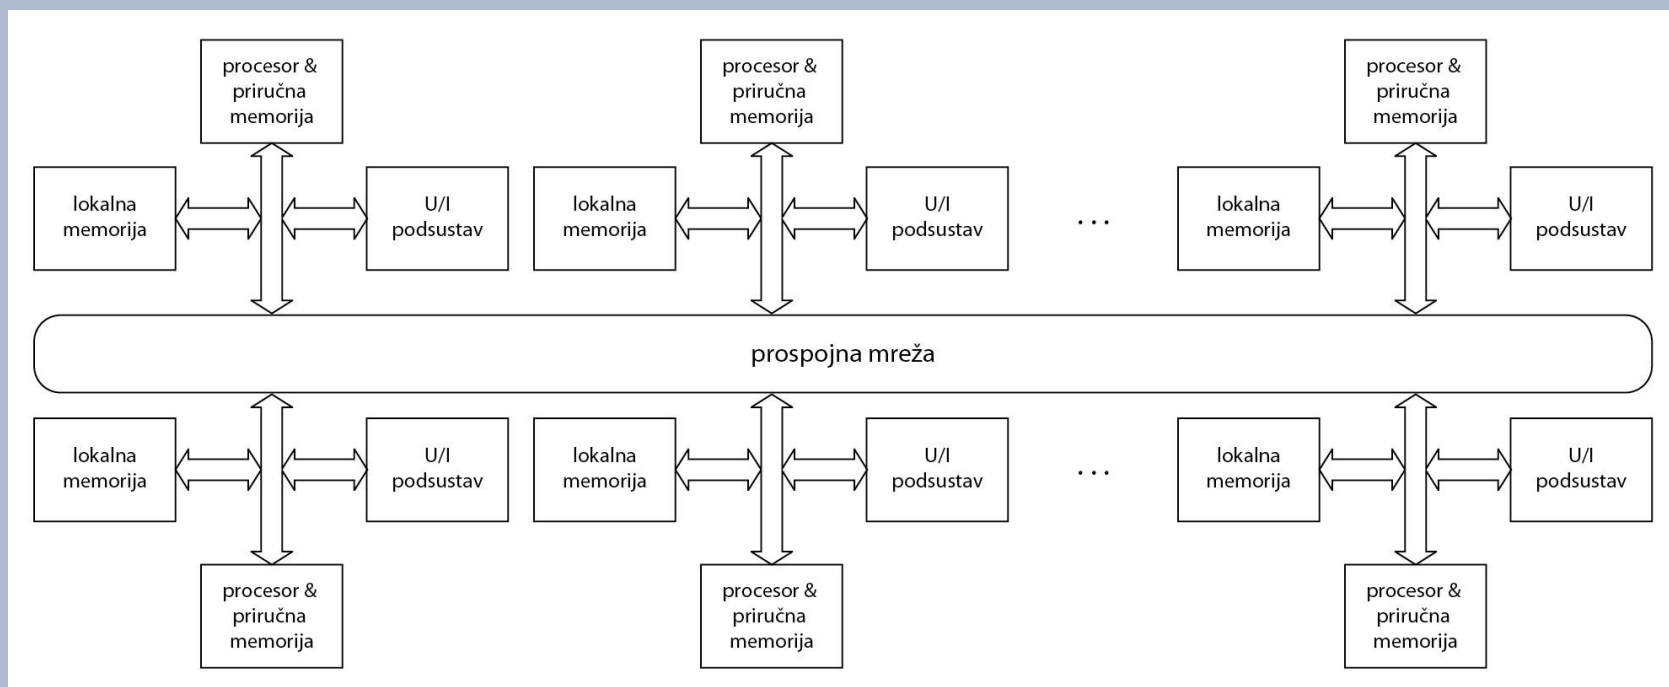 procesor &
priručna
memorija
procesor &
priručna
memorija
procesor &
priručna
memorija
lokalna
memorija
U/I
podsustav
lokalna
memorija
U/I
podsustav
...
lokalna
memorija
U/I
podsustav
prospojna mreža
lokalna
memorija
U/I
podsustav
lokalna
memorija
U/I
podsustav
...
lokalna
memorija
U/I
podsustav
procesor &
priručna
memorija
procesor &
priručna
memorija
procesor &
priručna
memorija